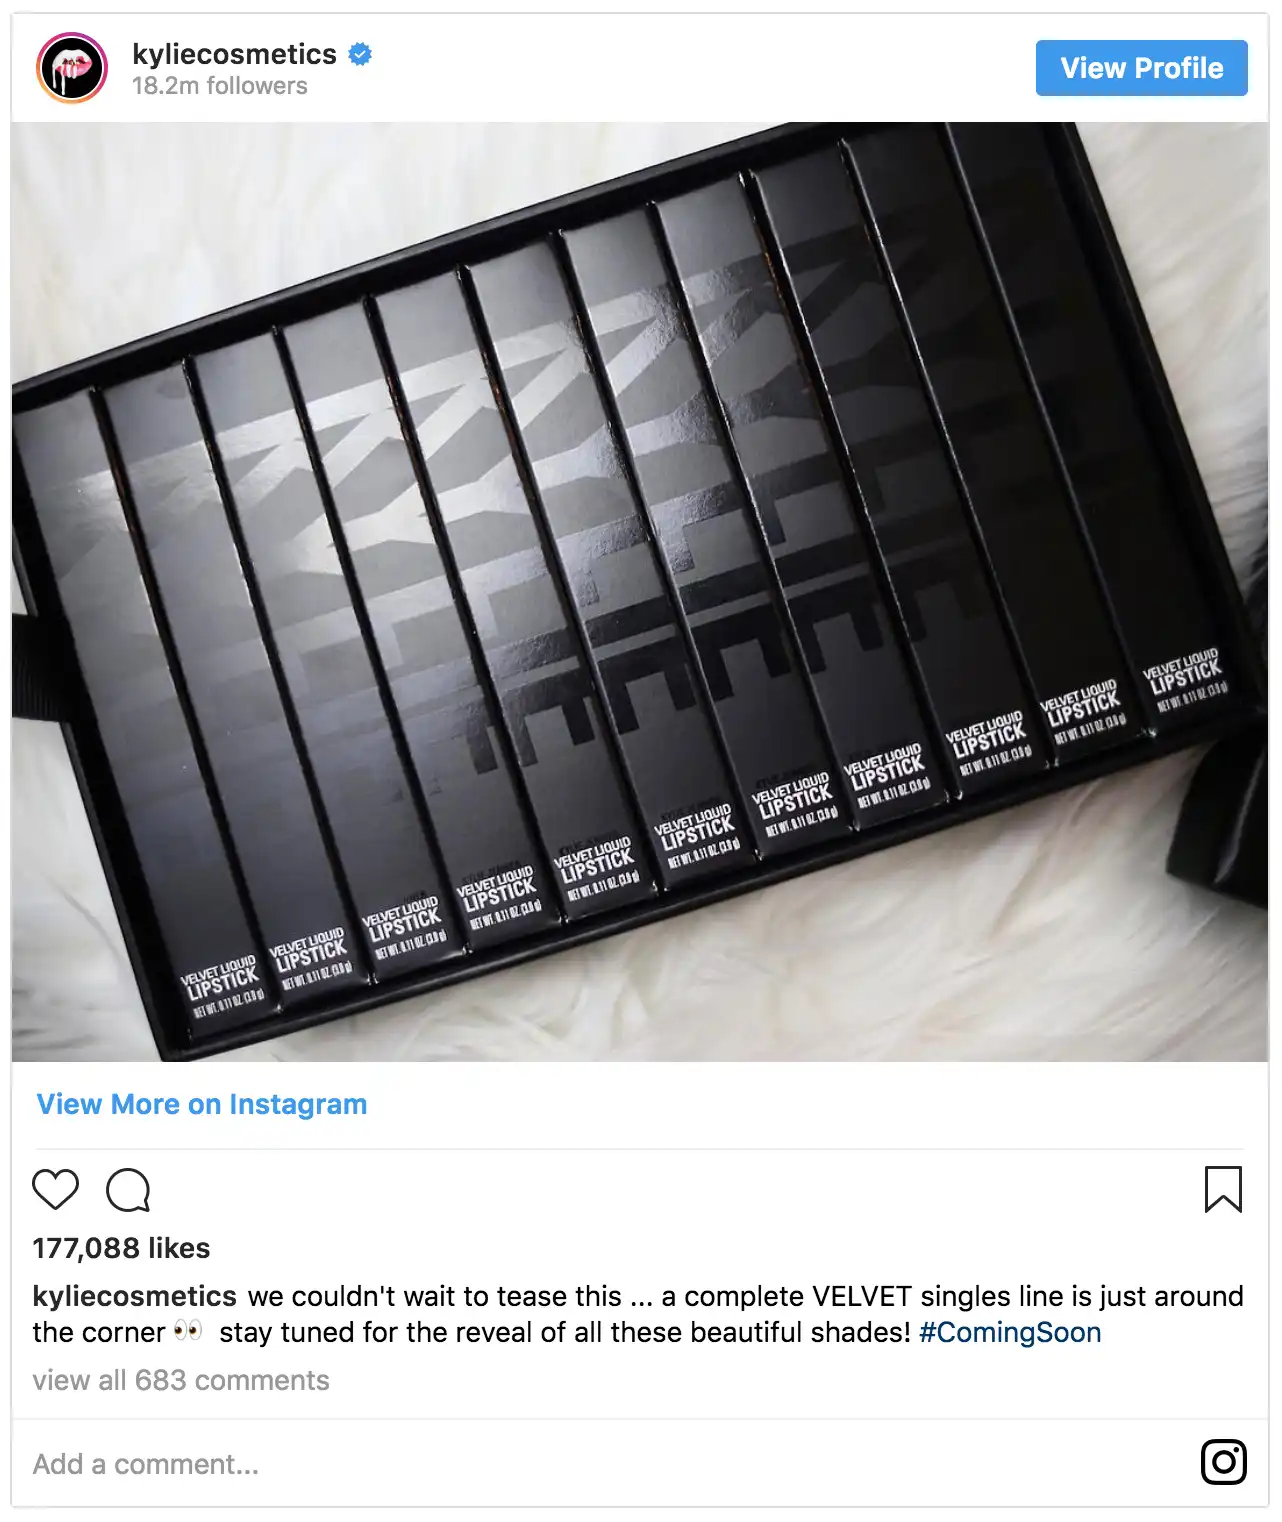 kyliecosmetics
18.2m followers
View Profile
VELVET LIQUID
LIPSTICK
NET WT. 0.11 OZ. (3.0 g)
VELVET LIQUID
LIPSTICK
NET WT. 0.11 OZ. (3.0 g)
VELVET LIQUID
LIPSTICK
NET WT. 0.11 OZ. (3.0 g)
VELVET LIQUID
LIPSTICK
NET WT. 0.11 OZ. (3.0 g)
VELVET LIQUID
LIPSTICK
NET WT. 0.11 OZ. (3.0 g)
VELVET LIQUID
LIPSTICK
NET WT. 0.11 OZ. (3.0 g)
VELVET LIQUID
LIPSTICK
NET WT. 0.11 OZ. (3.0 g)
VELVET LIQUID
LIPSTICK
NET WT. 0.11 OZ. (3.0 g)
VELVET LIQUID
LIPSTICK
NET WT. 0.11 OZ. (3.0 g)
VELVET LIQUID
LIPSTICK
NET WT. 0.11 OZ. (3.0 g)
VELVET LIQUID
LIPSTICK
NET WT. 0.11 OZ. (3.0 g)
View More on Instagram
177,088 likes
kyliecosmetics we couldn't wait to tease this ... a complete VELVET singles line is just around
the corner 👀 stay tuned for the reveal of all these beautiful shades! #ComingSoon
view all 683 comments
Add a comment...